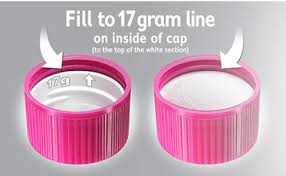 Fill to 17 gram line
on inside of cap
(to the top of the white section)
17g